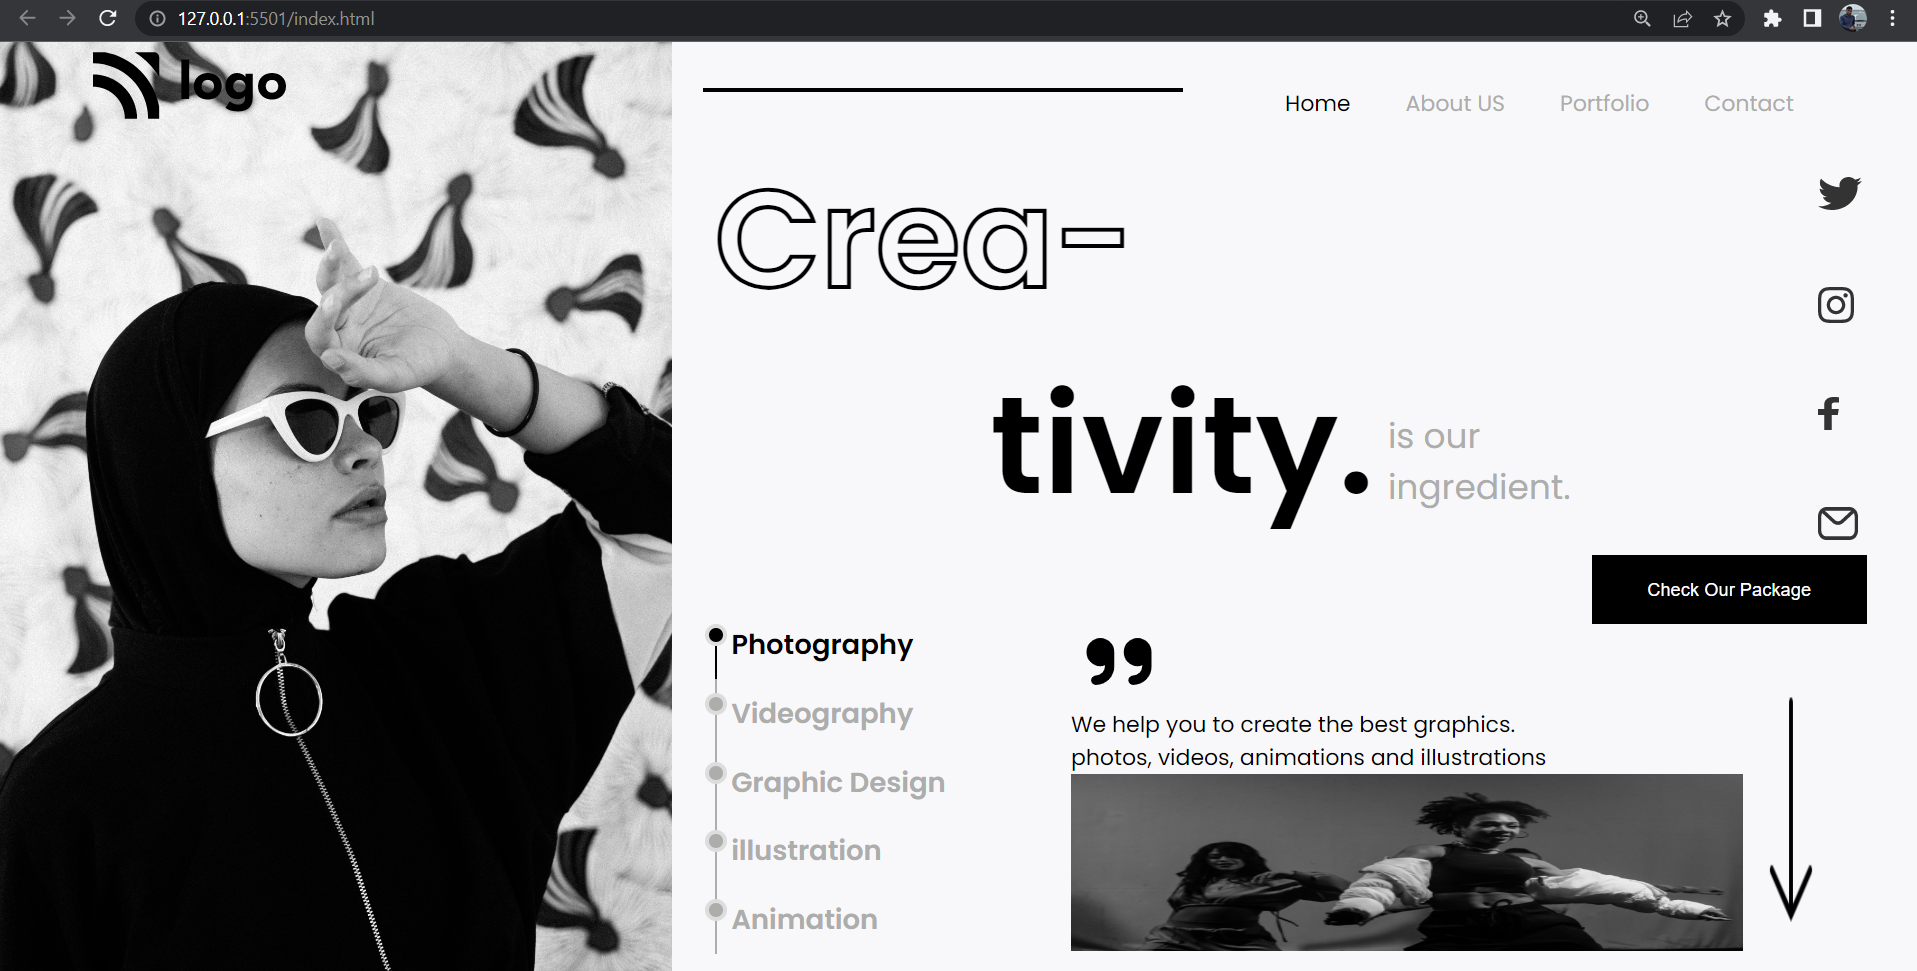 127.0.0.1:5501/index.html
logo
Home About US Portfolio Contact
Crea-
tivity.
is our
ingredient.
Check Our Package
Photography
Videography
Graphic Design
illustration
Animation
❜❜
We help you to create the best graphics.
photos, videos, animations and illustrations